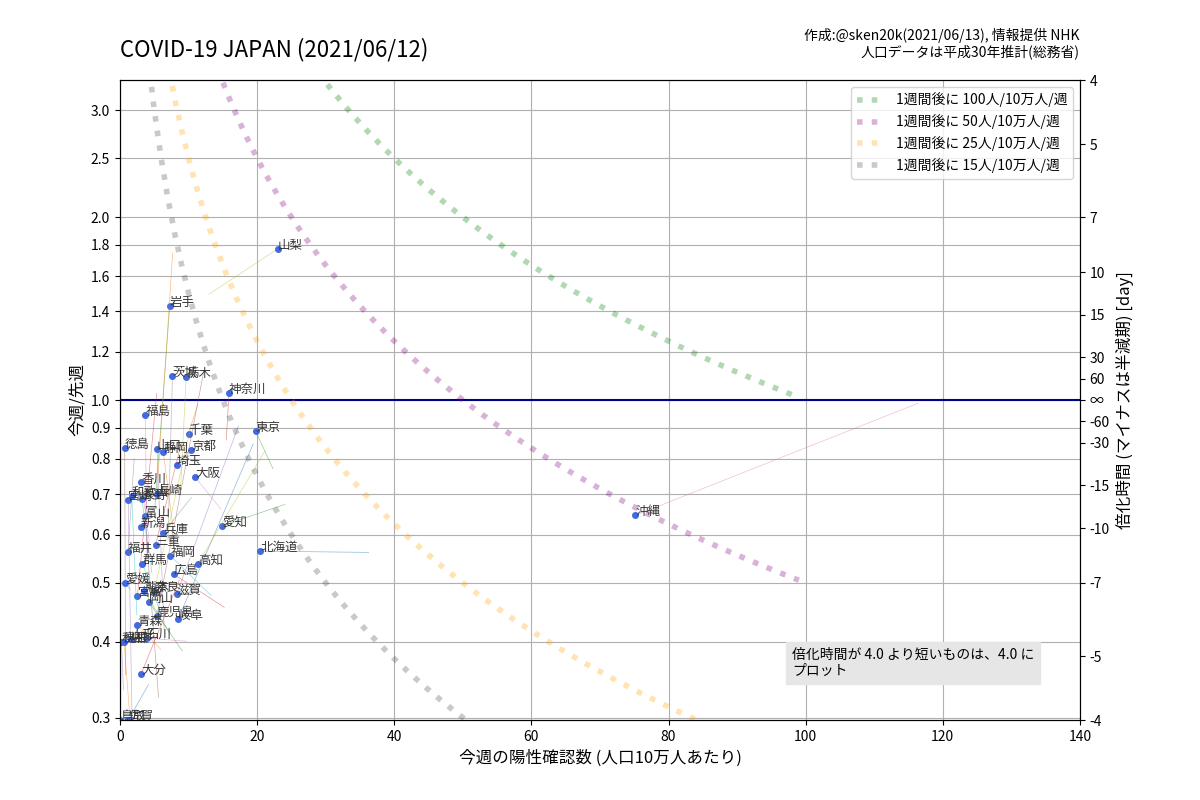 COVID-19 JAPAN (2021/06/12)
作成:@sken20k(2021/06/13), 情報提供 NHK
人口データは平成30年推計(総務省)
1週間後に 100人/10万人/週
1週間後に 50人/10万人/週
1週間後に 25人/10万人/週
1週間後に 15人/10万人/週
今週/先週
3.0
2.5
2.0
1.8
1.6
1.4
1.2
1.0
0.9
0.8
0.7
0.6
0.5
0.4
0.3
4
5
7
10
15
30
60
∞
-60
-30
-15
-10
-7
-5
-4
倍化時間 (マイナスは半減期) [day]
山梨
岩手
茨城
栃木
神奈川
福島
東京
千葉
徳島
山口
静岡
京都
埼玉
大阪
香川
長崎
沖縄
富山
新潟
愛知
兵庫
三重
福井
福岡
北海道
群馬
高知
広島
愛媛
奈良
滋賀
岡山
鹿児島
岐阜
青森
石川
大分
佐賀
倍化時間が 4.0 より短いものは、4.0 に
プロット
0
20
40
60
80
100
120
140
今週の陽性確認数 (人口10万人あたり)